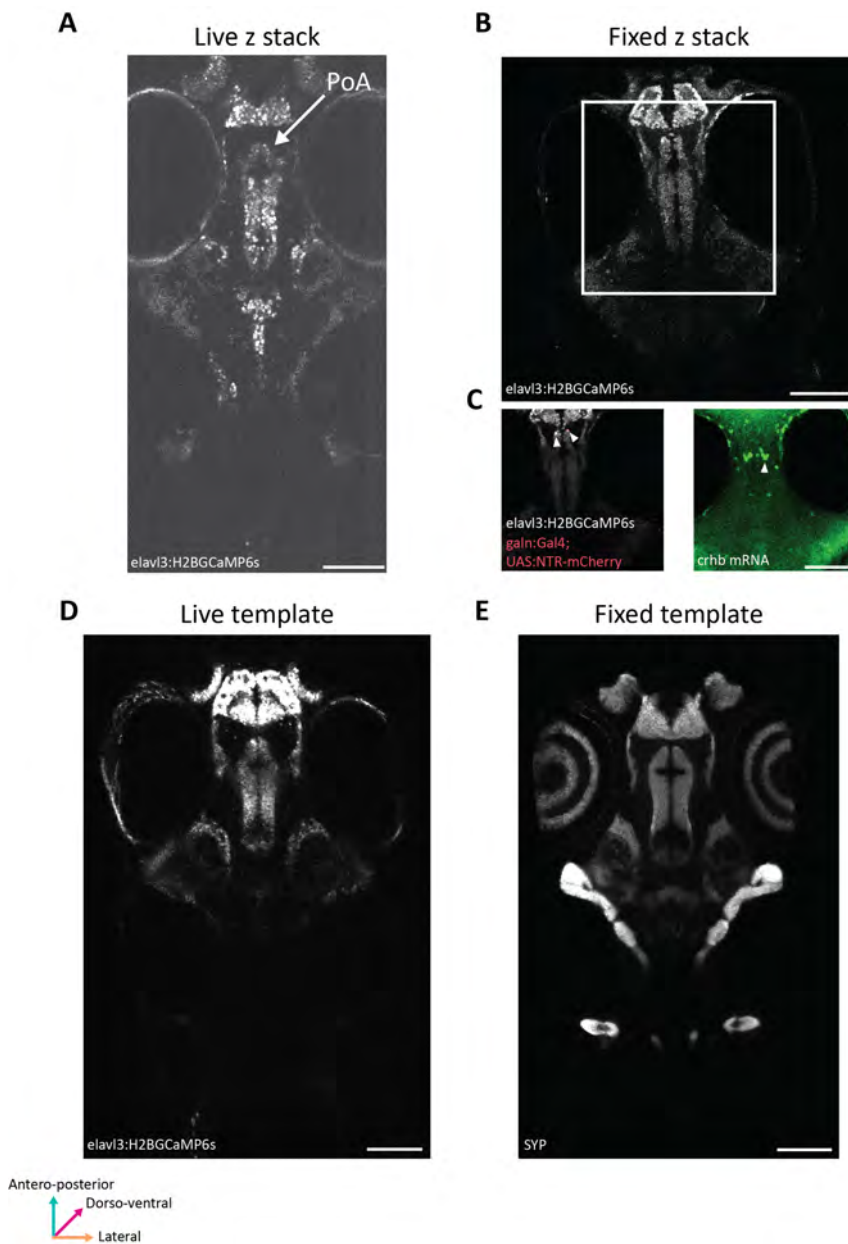 A
Live z stack
PoA
elavl3:H2BGCaMP6s
B
Fixed z stack
elavl3:H2BGCaMP6s
C
elavl3:H2BGCaMP6s
galn:Gal4;
UAS:NTR-mCherry
crhb mRNA
D
Live template
elavl3:H2BGCaMP6s
E
Fixed template
SYP
Antero-posterior
Dorso-ventral
Lateral